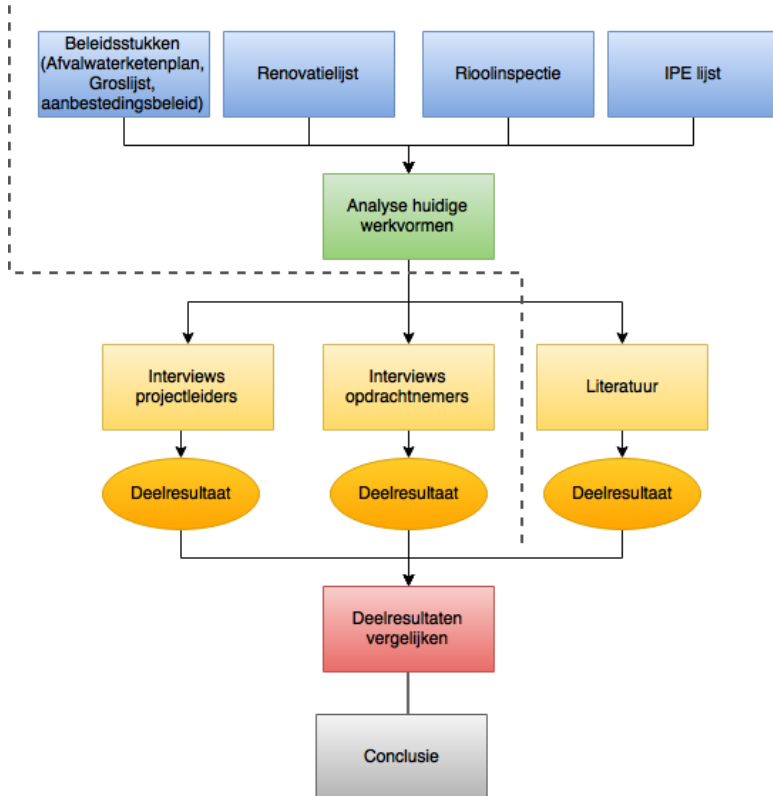 Beleidsstukken
(Afvalwaterketenplan,
Groslijst,
aanbestedingsbeleid)
Renovatielijst
Rioolinspectie
IPE lijst
Analyse huidige
werkvormen
Interviews
projectleiders
Interviews
opdrachtnemers
Literatuur
Deelresultaat
Deelresultaat
Deelresultaat
Deelresultaten
vergelijken
Conclusie